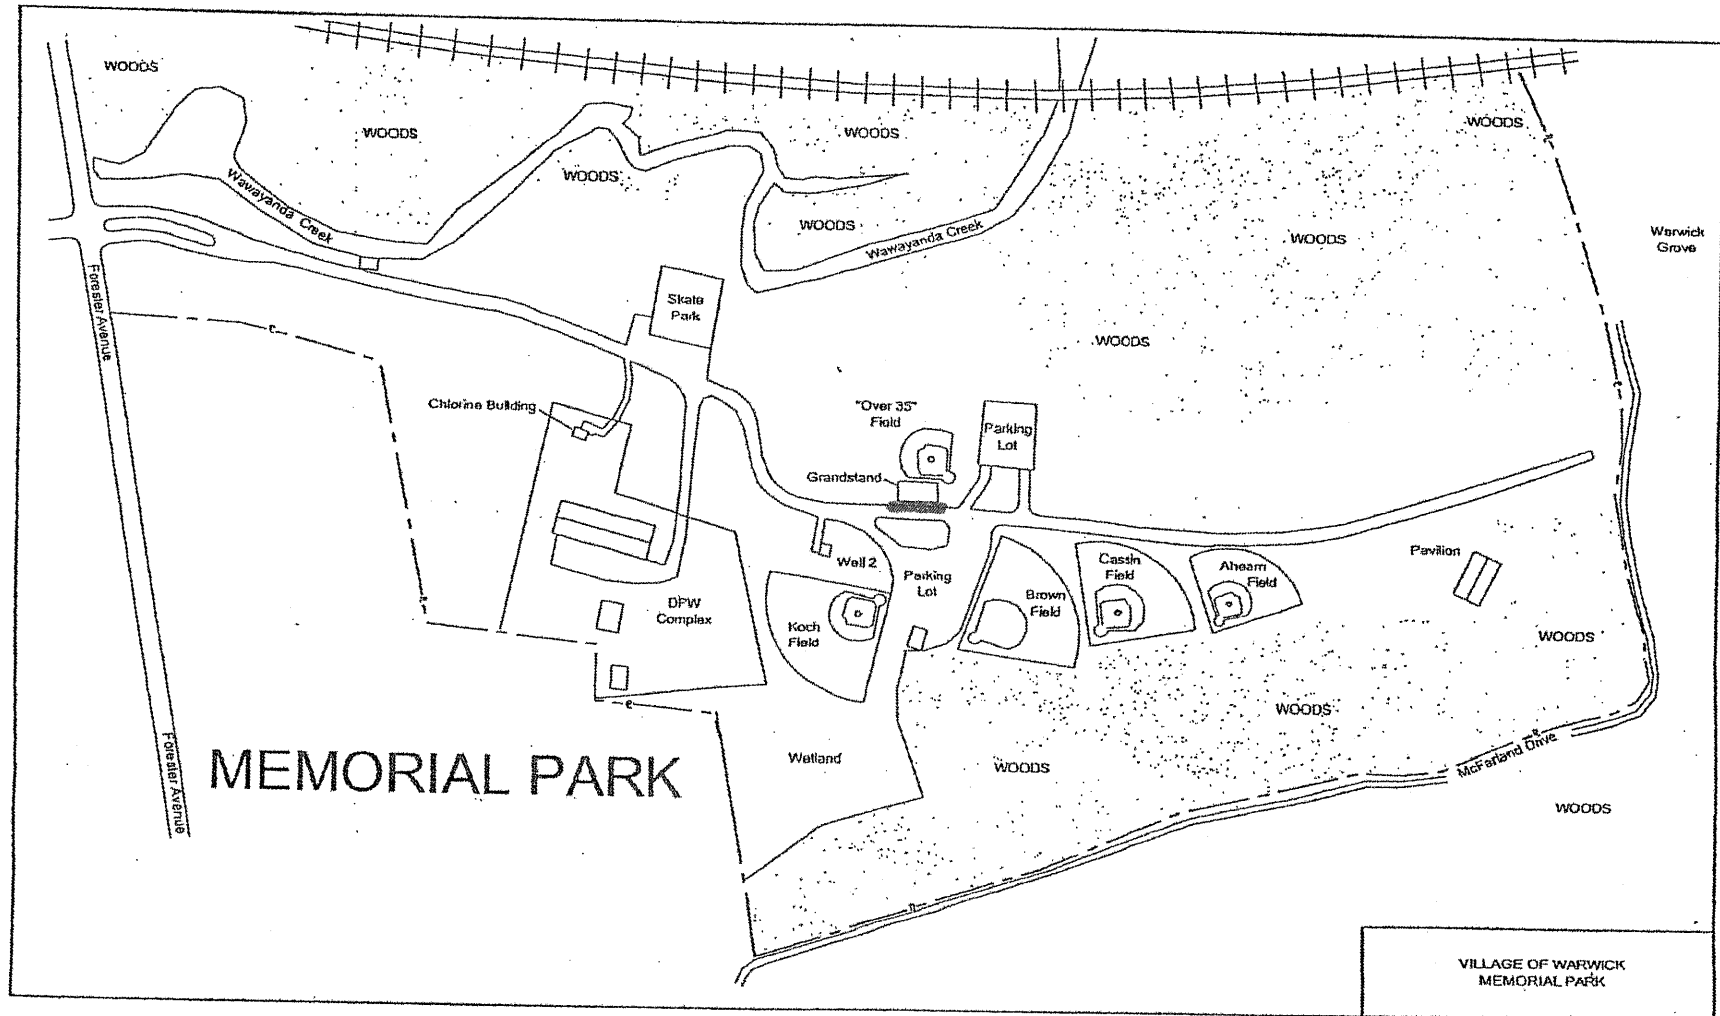 WOODS
WOODS
WOODS
WOODS
WOODS
WOODS
Wawayanda Creek
Wawayanda Creek
WOODS
Warwick
Grove
Forester Avenue
Skate
Park
WOODS
Chlorine Building
"Over 35"
Field
Parking
Lot
Grandstand
Well 2
Parking
Lot
Cassin
Field
Ahearn
Field
Pavilion
Brown
Field
DPW
Complex
Koch
Field
WOODS
WOODS
Forester Avenue
MEMORIAL PARK
Wetland
WOODS
McFarland Drive
WOODS
VILLAGE OF WARWICK
MEMORIAL PARK